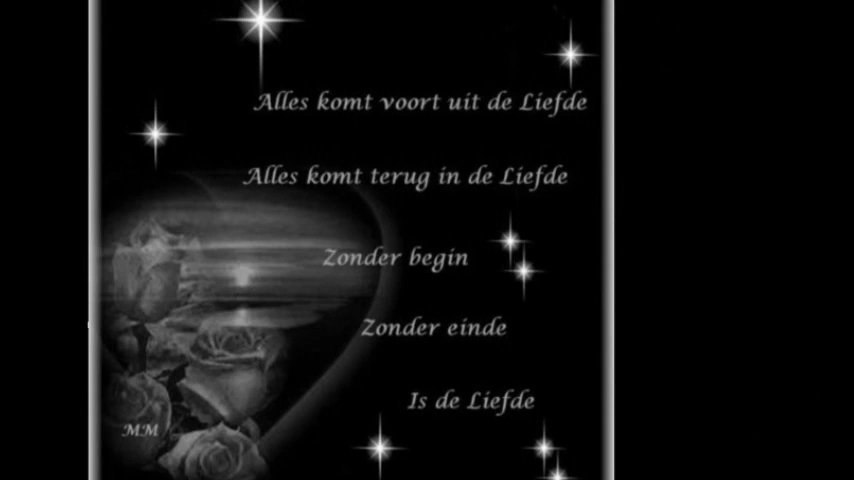 Alles komt voort uit de Liefde
Alles komt terug in de Liefde
Zonder begin
Zonder einde
Is de Liefde
MM